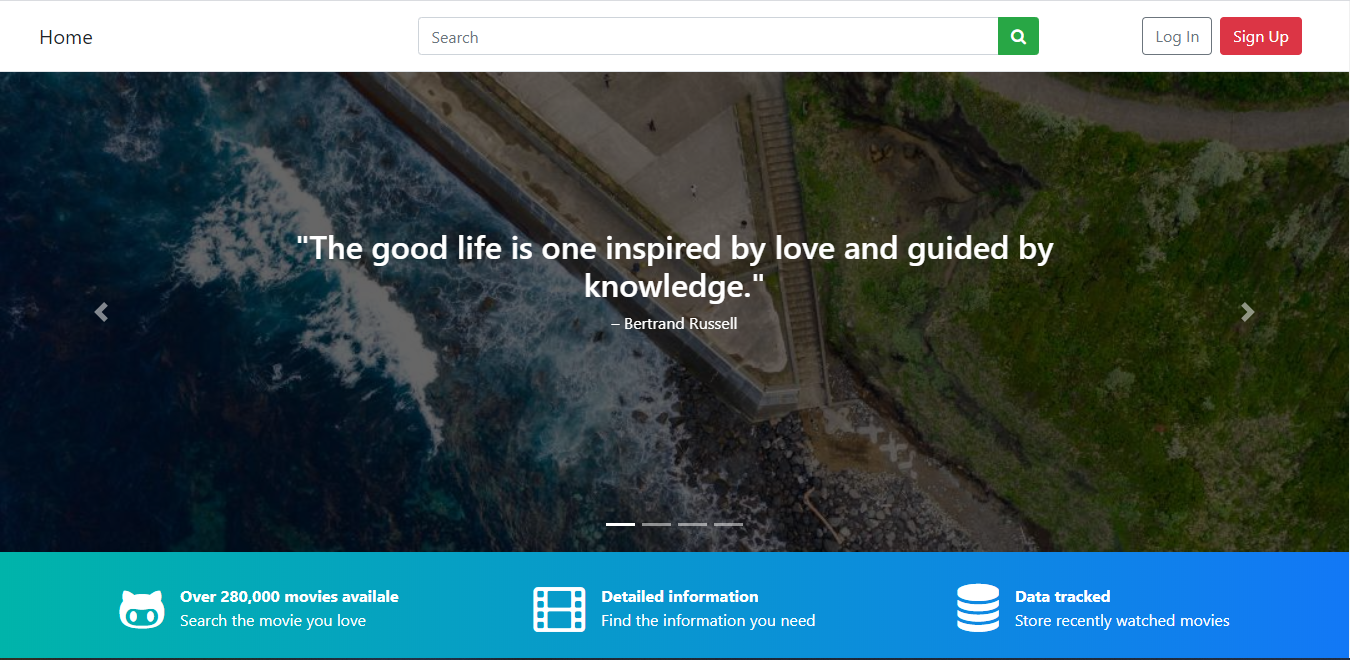 Home
Search
Log In
Sign Up
"The good life is one inspired by love and guided by
knowledge."
– Bertrand Russell
Over 280,000 movies availale
Search the movie you love
Detailed information
Find the information you need
Data tracked
Store recently watched movies